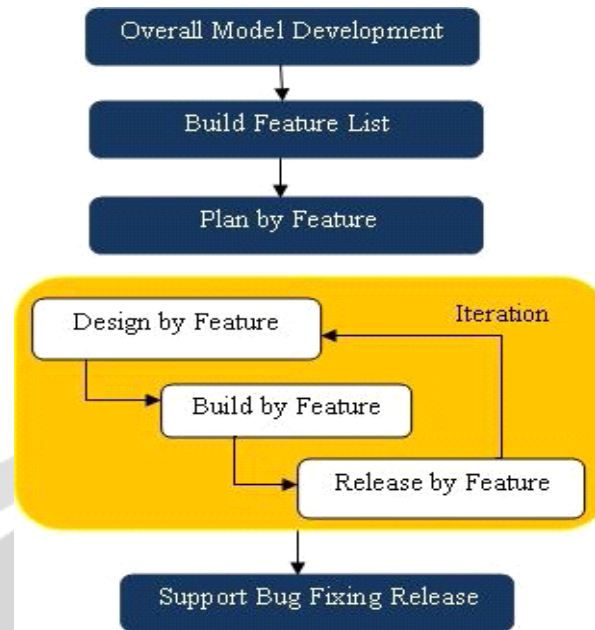 Overall Model Development
Build Feature List
Plan by Feature
Iteration
Design by Feature
Build by Feature
Release by Feature
Support Bug Fixing Release